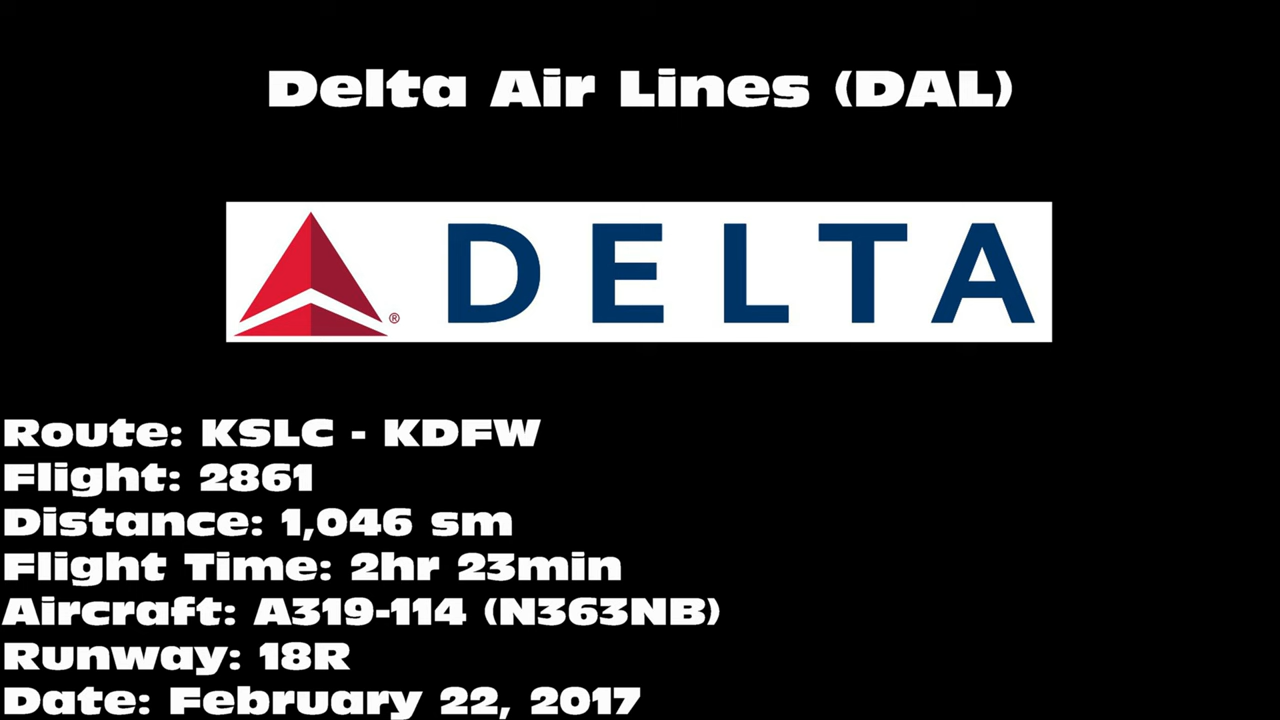 Delta Air Lines (DAL)
® DELTA
Route: KSLC - KDFW
Flight: 2861
Distance: 1,046 sm
Flight Time: 2hr 23min
Aircraft: A319-114 (N363NB)
Runway: 18R
Date: February 22, 2017